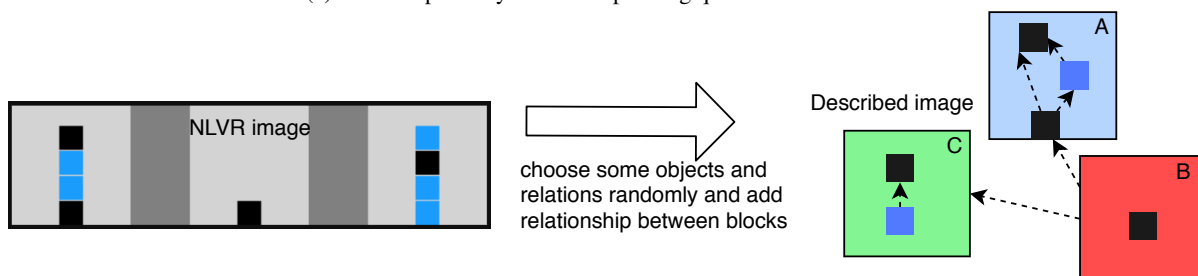 NLVR image
choose some objects and
relations randomly and add
relationship between blocks
Described image
A
C
B